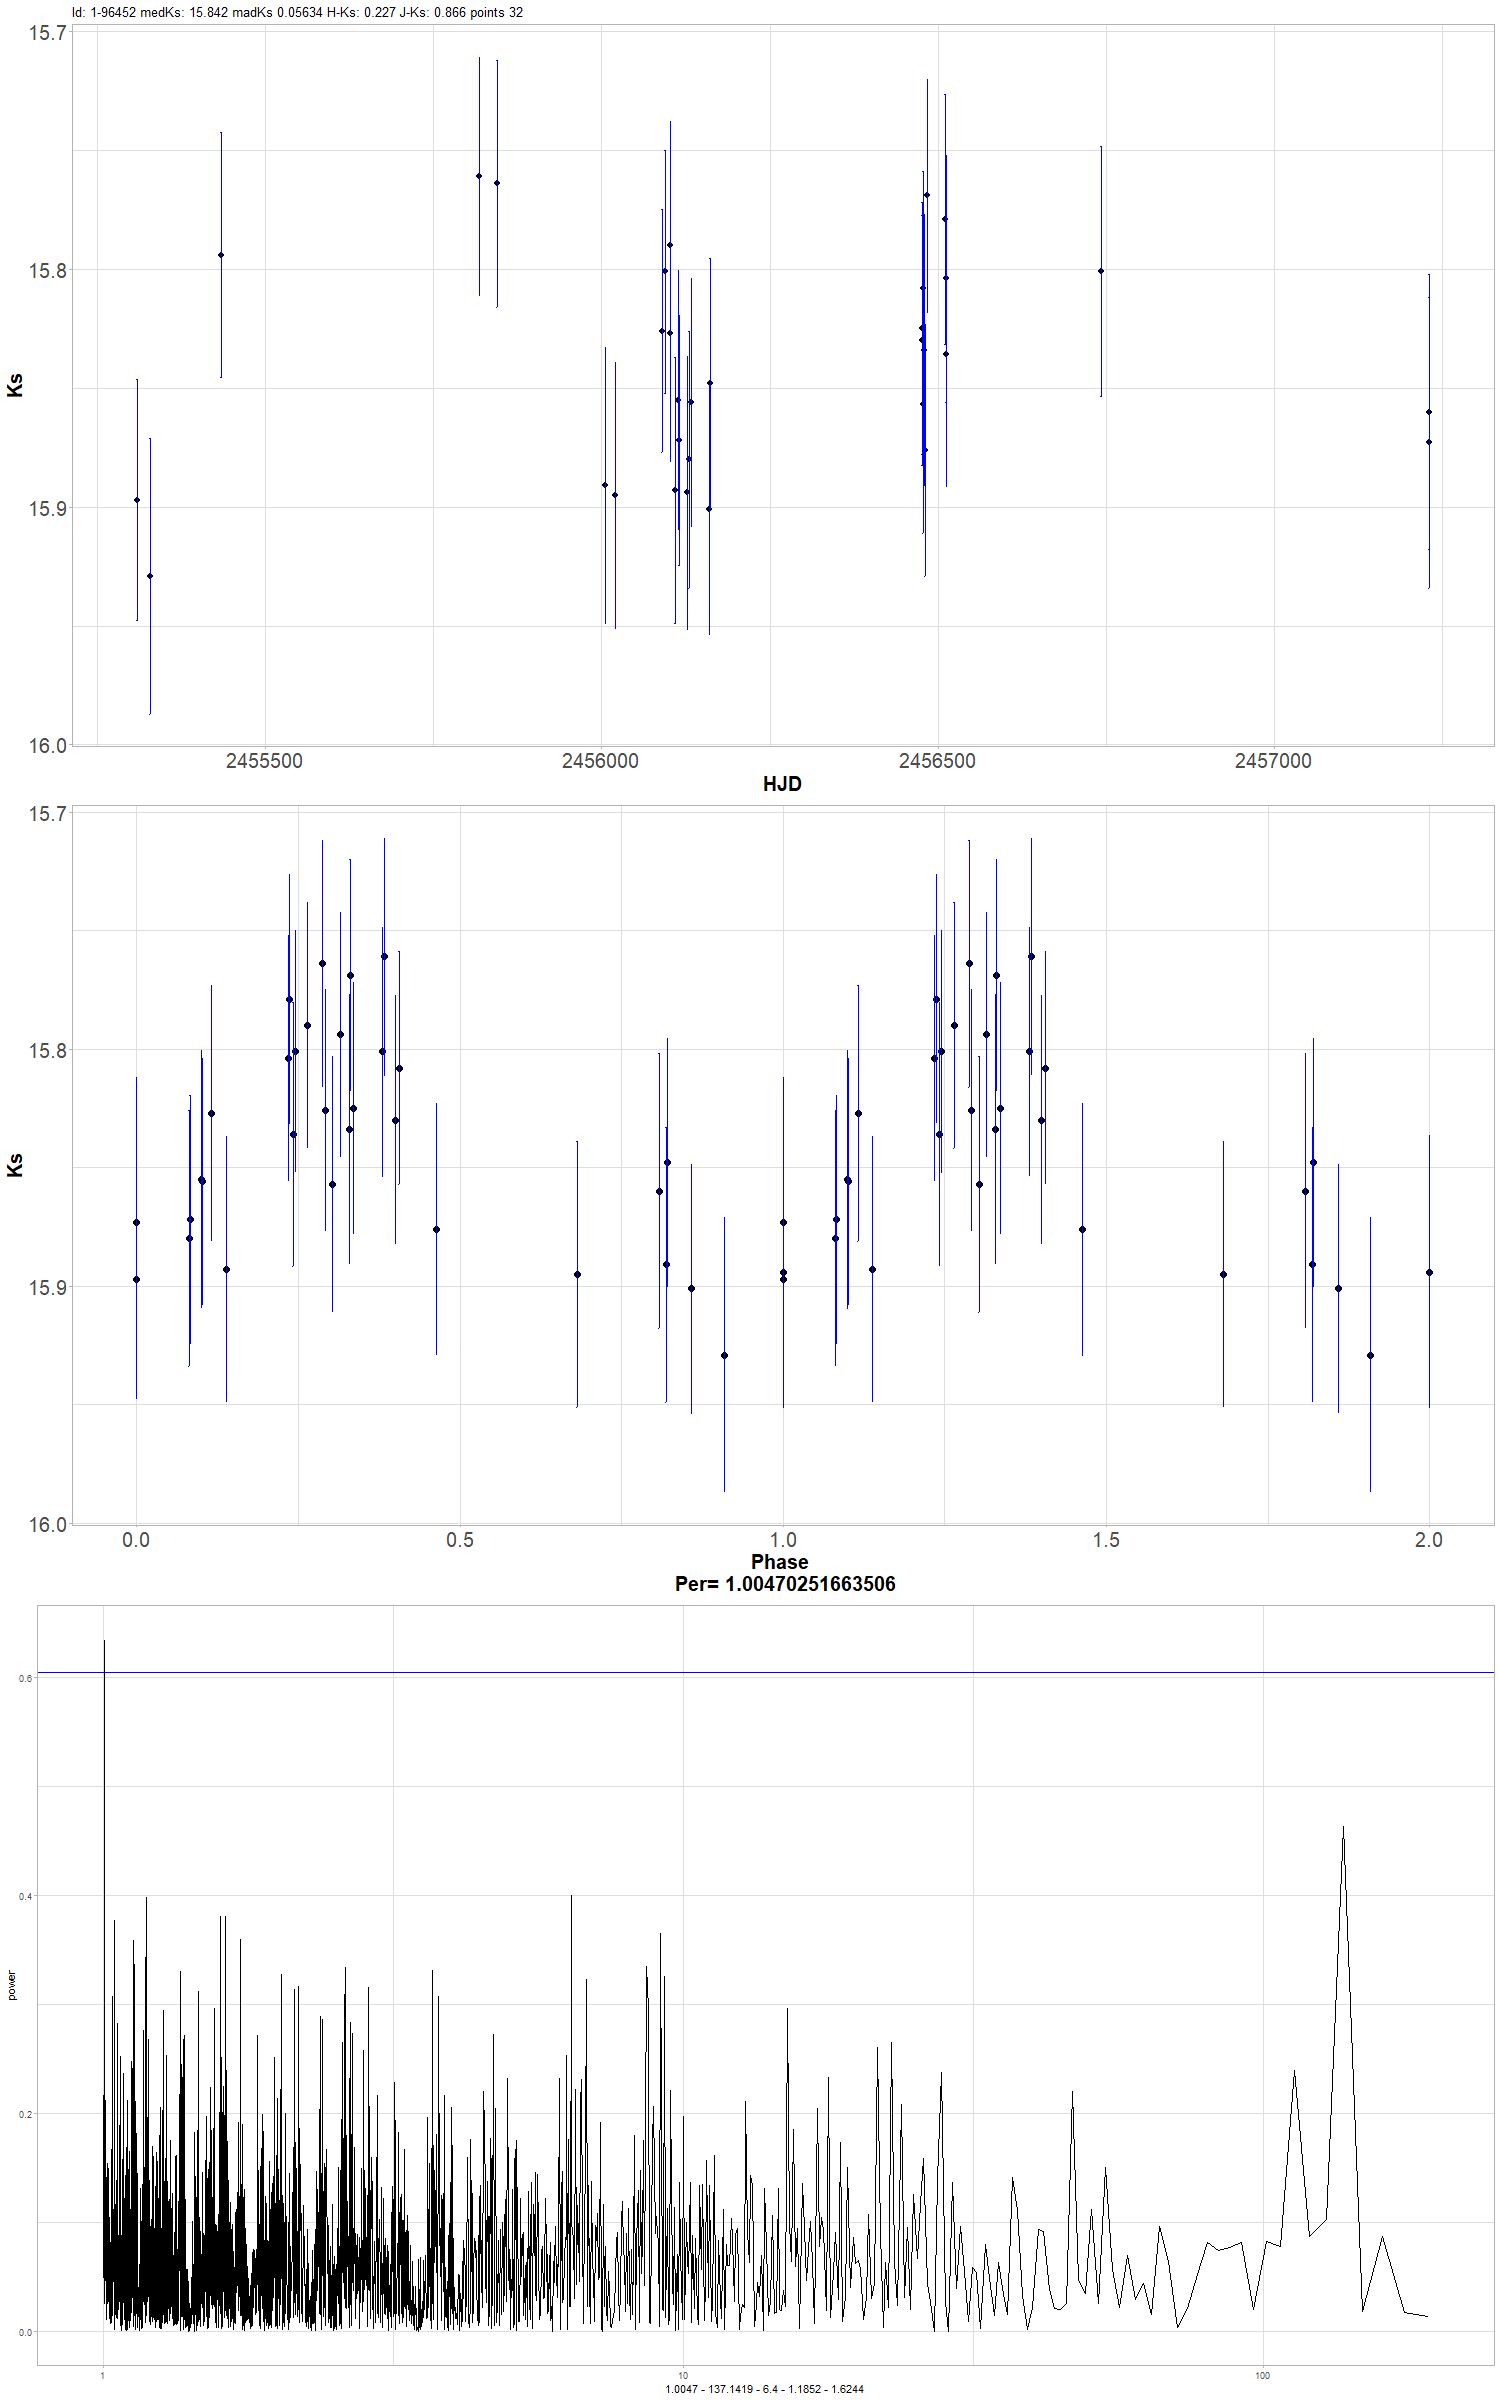 Id: 1-96452 medKs: 15.842 madKs 0.05634 H-Ks: 0.227 J-Ks: 0.866 points 32
15.7
15.8
15.9
16.0
Ks
2455500 2456000 2456500 2457000
HJD
15.7
15.8
15.9
16.0
Ks
0.0 0.5 1.0 1.5 2.0
Phase
Per= 1.00470251663506
0.6
0.4
0.2
0.0
power
1 10 100
1.0047 - 137.1419 - 6.4 - 1.1852 - 1.6244